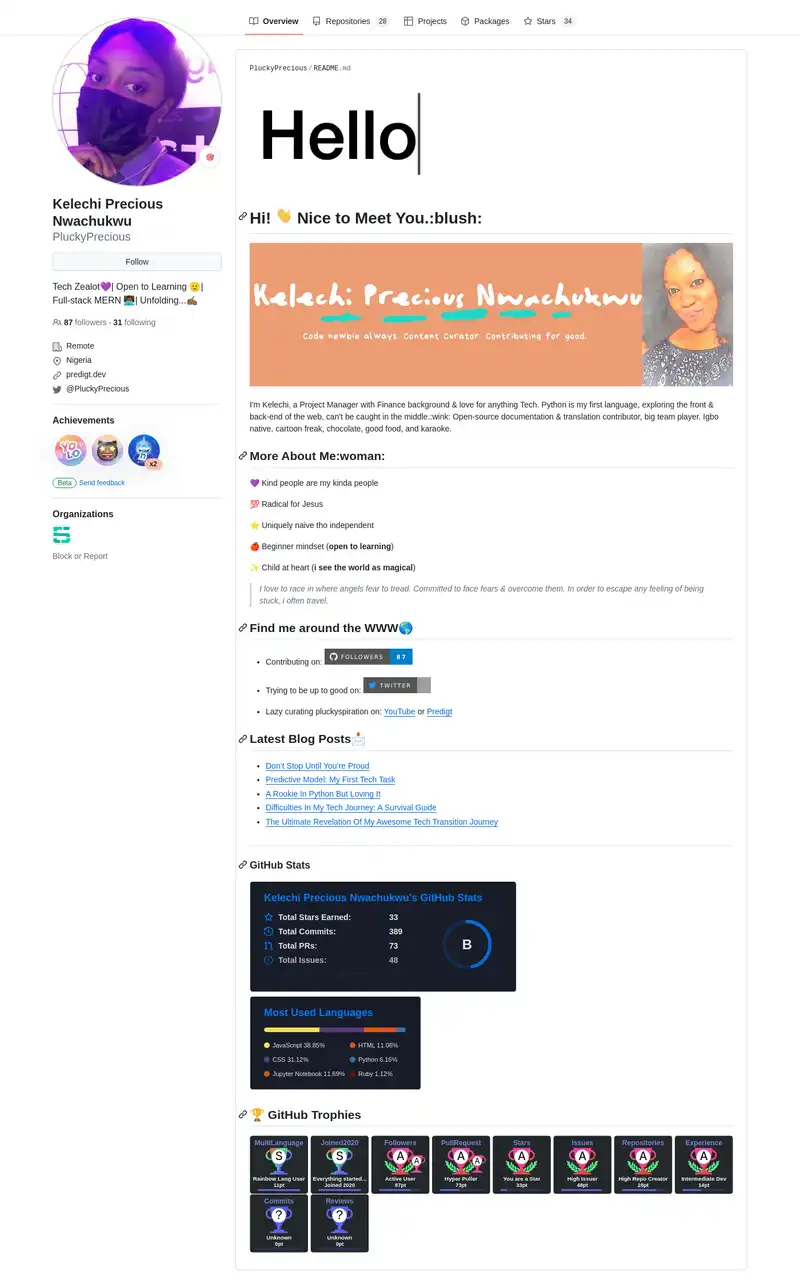 Overview
Repositories 28
Projects
Packages
Stars 34
Kelechi Precious
Nwachukwu
PluckyPrecious
Follow
Tech Zealot💜| Open to Learning 🙂|
Full-stack MERN 👩🏾‍💻| Unfolding...✍🏾
87 followers · 31 following
Remote
Nigeria
predigt.dev
@PluckyPrecious
Achievements
YOLO
x2
Beta Send feedback
Organizations
Block or Report
PluckyPrecious / README.md
Hello
Hi! 👋 Nice to Meet You.:blush:
Kelechi Precious Nwachukwu
Code newbie always. Content Curator. Contributing for good.
I'm Kelechi, a Project Manager with Finance background & love for anything Tech. Python is my first language, exploring the front &
back-end of the web, can't be caught in the middle.:wink: Open-source documentation & translation contributor, big team player. Igbo
native, cartoon freak, chocolate, good food, and karaoke.
More About Me:woman:
💜 Kind people are my kinda people
💯 Radical for Jesus
⭐ Uniquely naive tho independent
🍎 Beginner mindset (open to learning)
✨ Child at heart (i see the world as magical)
I love to race in where angels fear to tread. Committed to face fears & overcome them. In order to escape any feeling of being
stuck, i often travel.
Find me around the WWW🌎
• Contributing on: FOLLOWERS 87
• Trying to be up to good on: TWITTER
• Lazy curating pluckyspiration on: YouTube or Predigt
Latest Blog Posts📩
• Don't Stop Until You're Proud
• Predictive Model: My First Tech Task
• A Rookie In Python But Loving It
• Difficulties In My Tech Journey: A Survival Guide
• The Ultimate Revelation Of My Awesome Tech Transition Journey
GitHub Stats
Kelechi Precious Nwachukwu's GitHub Stats
Total Stars Earned: 33
Total Commits: 389
Total PRs: 73
Total Issues: 48
B
Most Used Languages
JavaScript 38.85%
HTML 11.06%
CSS 31.12%
Python 6.16%
Jupyter Notebook 11.69%
Ruby 1.12%
🏆 GitHub Trophies
MultiLanguage
S
Rainbow Lang User
11pt
Joined2020
S
Everything started...
Joined 2020
Followers
A
A
Active User
87pt
PullRequest
A
A
Hyper Puller
73pt
Stars
A
You are a Star
33pt
Issues
A
High Issuer
48pt
Repositories
A
High Repo Creator
28pt
Experience
A
Intermediate Dev
14pt
Commits
?
Unknown
0pt
Reviews
?
Unknown
0pt